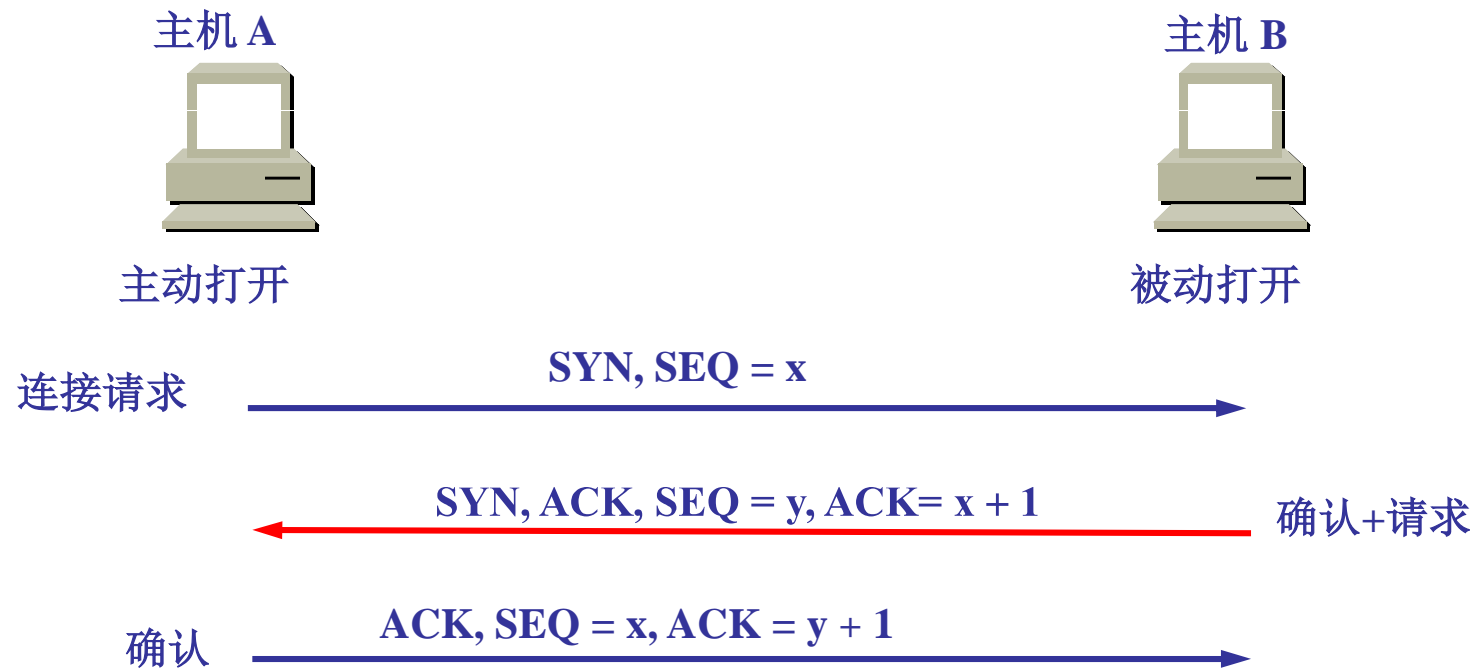 主机 A
主机 B
主动打开
被动打开
SYN, SEQ = x
连接请求
SYN, ACK, SEQ = y, ACK= x + 1
确认+请求
ACK, SEQ = x, ACK = y + 1
确认